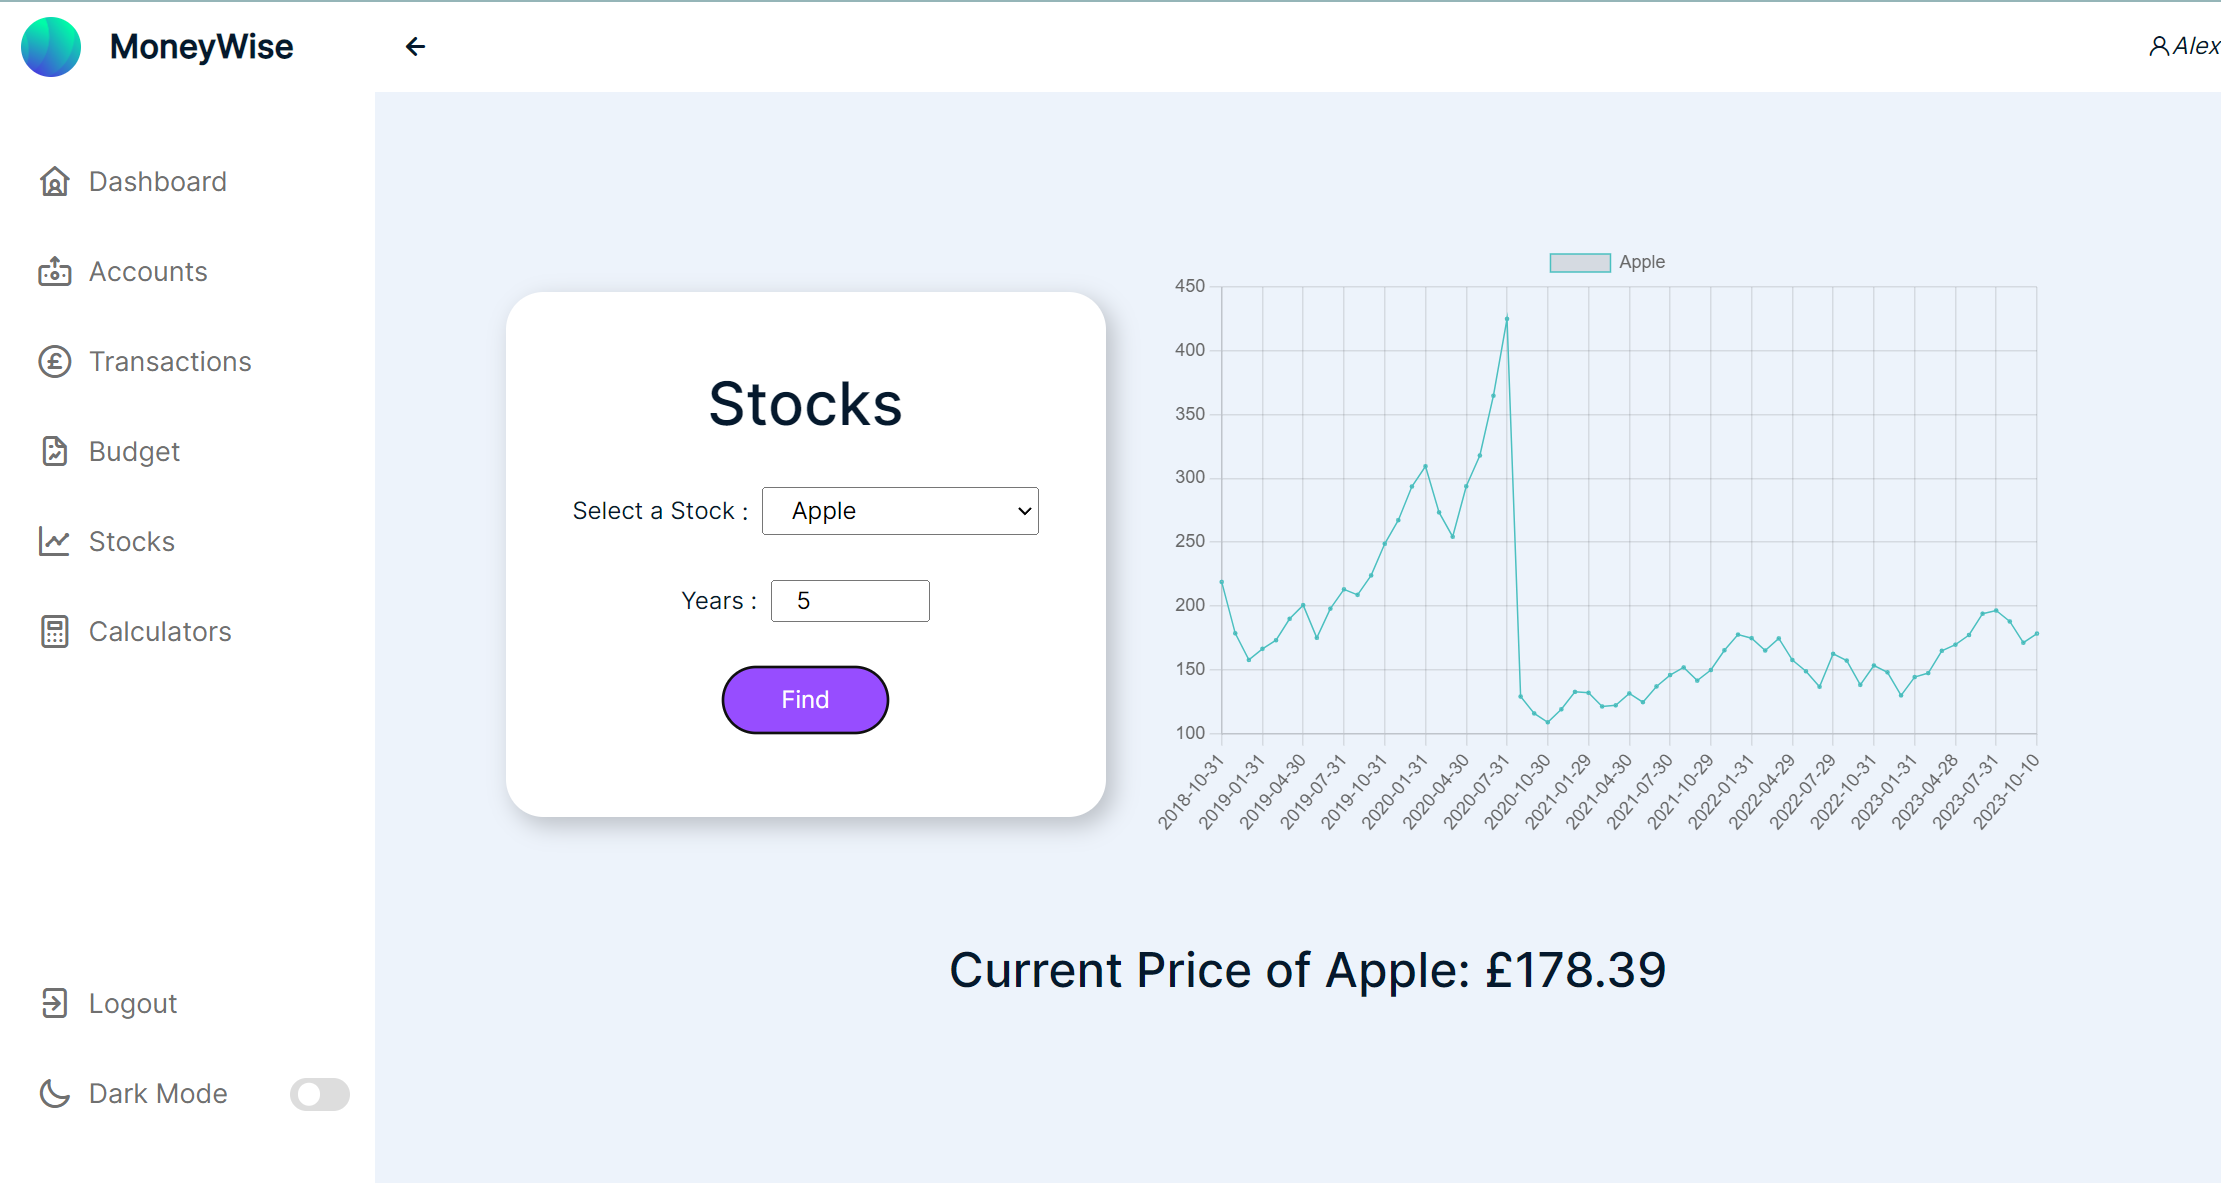 MoneyWise
Alex
Dashboard
Accounts
Transactions
Budget
Stocks
Calculators
Logout
Dark Mode
Stocks
Select a Stock : Apple
Years : 5
Find
Apple
450
400
350
300
250
200
150
100
2018-10-31
2019-01-31
2019-04-30
2019-07-31
2019-10-31
2020-01-31
2020-04-30
2020-07-31
2020-10-30
2021-01-29
2021-04-30
2021-07-30
2021-10-29
2022-01-31
2022-04-29
2022-07-29
2022-10-31
2023-01-31
2023-04-28
2023-07-31
2023-10-10
Current Price of Apple: £178.39